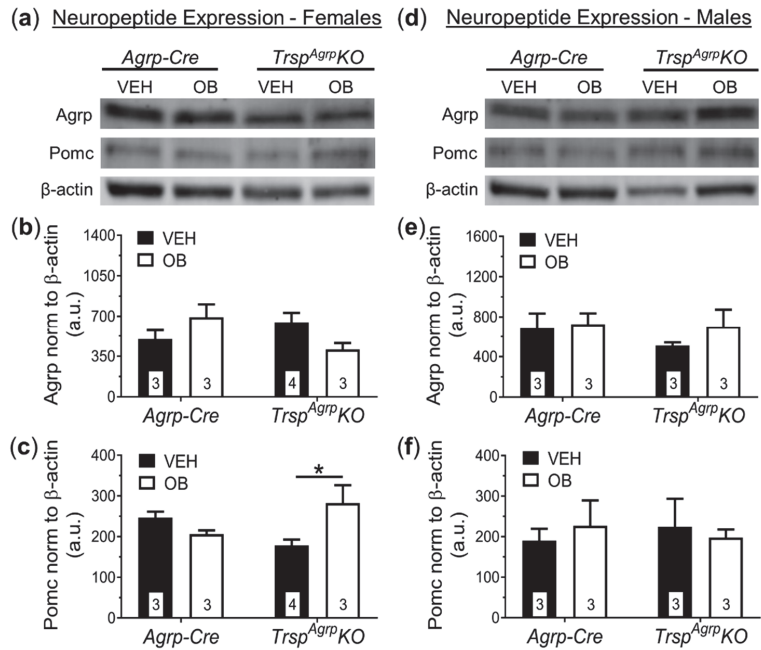 (a) Neuropeptide Expression - Females
Agrp-Cre TrspAgrpKO
VEH OB VEH OB
Agrp
Pomc
β-actin
(b)
Agrp norm to β-actin
(a.u.)
1400
1050
700
350
0
VEH
OB
3 3 4 3
Agrp-Cre TrspAgrpKO
(c)
Pomc norm to β-actin
(a.u.)
400
300
200
100
0
VEH
OB
*
3 3 4 3
Agrp-Cre TrspAgrpKO
(d) Neuropeptide Expression - Males
Agrp-Cre TrspAgrpKO
VEH OB VEH OB
Agrp
Pomc
β-actin
(e)
Agrp norm to β-actin
(a.u.)
1600
1200
800
400
0
VEH
OB
3 3 3 3
Agrp-Cre TrspAgrpKO
(f)
Pomc norm to β-actin
(a.u.)
400
300
200
100
0
VEH
OB
3 3 3 3
Agrp-Cre TrspAgrpKO